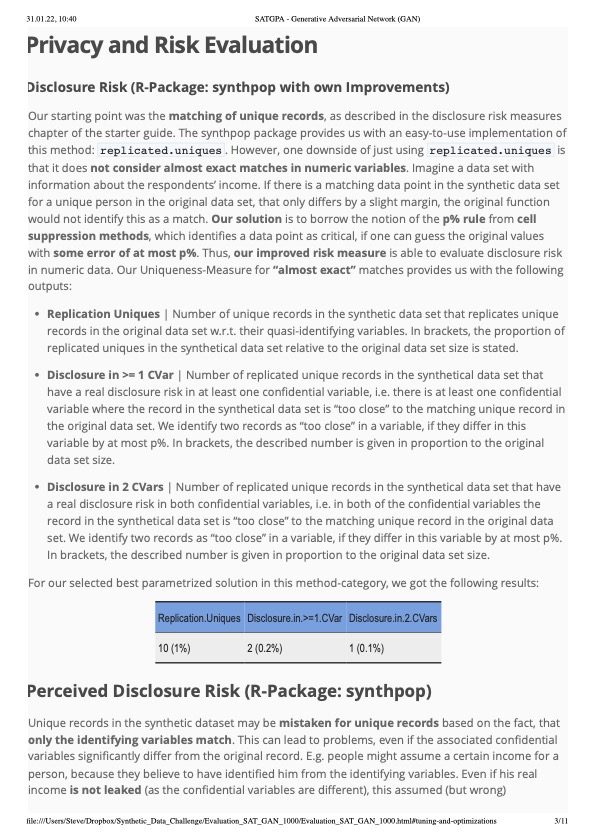 31.01.22, 10:40 SATGPA - Generative Adversarial Network (GAN)
Privacy and Risk Evaluation
Disclosure Risk (R-Package: synthpop with own Improvements)
Our starting point was the matching of unique records, as described in the disclosure risk measures
chapter of the starter guide. The synthpop package provides us with an easy-to-use implementation of
this method: replicated.uniques . However, one downside of just using replicated.uniques is
that it does not consider almost exact matches in numeric variables. Imagine a data set with
information about the respondents' income. If there is a matching data point in the synthetic data set
for a unique person in the original data set, that only differs by a slight margin, the original function
would not identify this as a match. Our solution is to borrow the notion of the p% rule from cell
suppression methods, which identifies a data point as critical, if one can guess the original values
with some error of at most p%. Thus, our improved risk measure is able to evaluate disclosure risk
in numeric data. Our Uniqueness-Measure for “almost exact” matches provides us with the following
outputs:
• Replication Uniques | Number of unique records in the synthetic data set that replicates unique
records in the original data set w.r.t. their quasi-identifying variables. In brackets, the proportion of
replicated uniques in the synthetical data set relative to the original data set size is stated.
• Disclosure in >= 1 CVar | Number of replicated unique records in the synthetical data set that
have a real disclosure risk in at least one confidential variable, i.e. there is at least one confidential
variable where the record in the synthetical data set is “too close” to the matching unique record in
the original data set. We identify two records as “too close” in a variable, if they differ in this
variable by at most p%. In brackets, the described number is given in proportion to the original
data set size.
• Disclosure in 2 CVars | Number of replicated unique records in the synthetical data set that have
a real disclosure risk in both confidential variables, i.e. in both of the confidential variables the
record in the synthetical data set is “too close” to the matching unique record in the original data
set. We identify two records as “too close” in a variable, if they differ in this variable by at most p%.
In brackets, the described number is given in proportion to the original data set size.
For our selected best parametrized solution in this method-category, we got the following results:
Replication.Uniques Disclosure.in.>=1.CVar Disclosure.in.2.CVars
10 (1%) 2 (0.2%) 1 (0.1%)
Perceived Disclosure Risk (R-Package: synthpop)
Unique records in the synthetic dataset may be mistaken for unique records based on the fact, that
only the identifying variables match. This can lead to problems, even if the associated confidential
variables significantly differ from the original record. E.g. people might assume a certain income for a
person, because they believe to have identified him from the identifying variables. Even if his real
income is not leaked (as the confidential variables are different), this assumed (but wrong)
file:///Users/Steve/Dropbox/Synthetic_Data_Challenge/Evaluation_SAT_GAN_1000/Evaluation_SAT_GAN_1000.html#tuning-and-optimizations 3/11